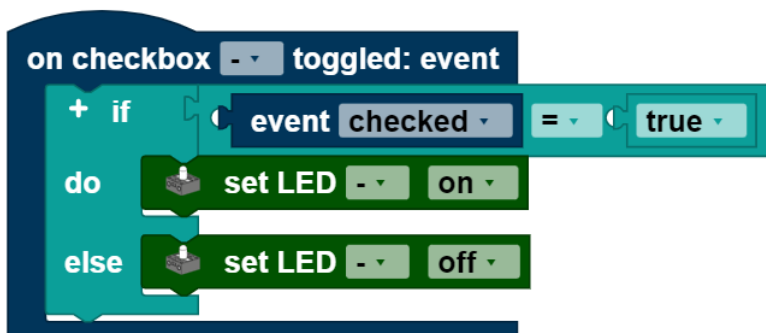 on checkbox - toggled: event
+ if event checked = true
do set LED - on
else set LED - off